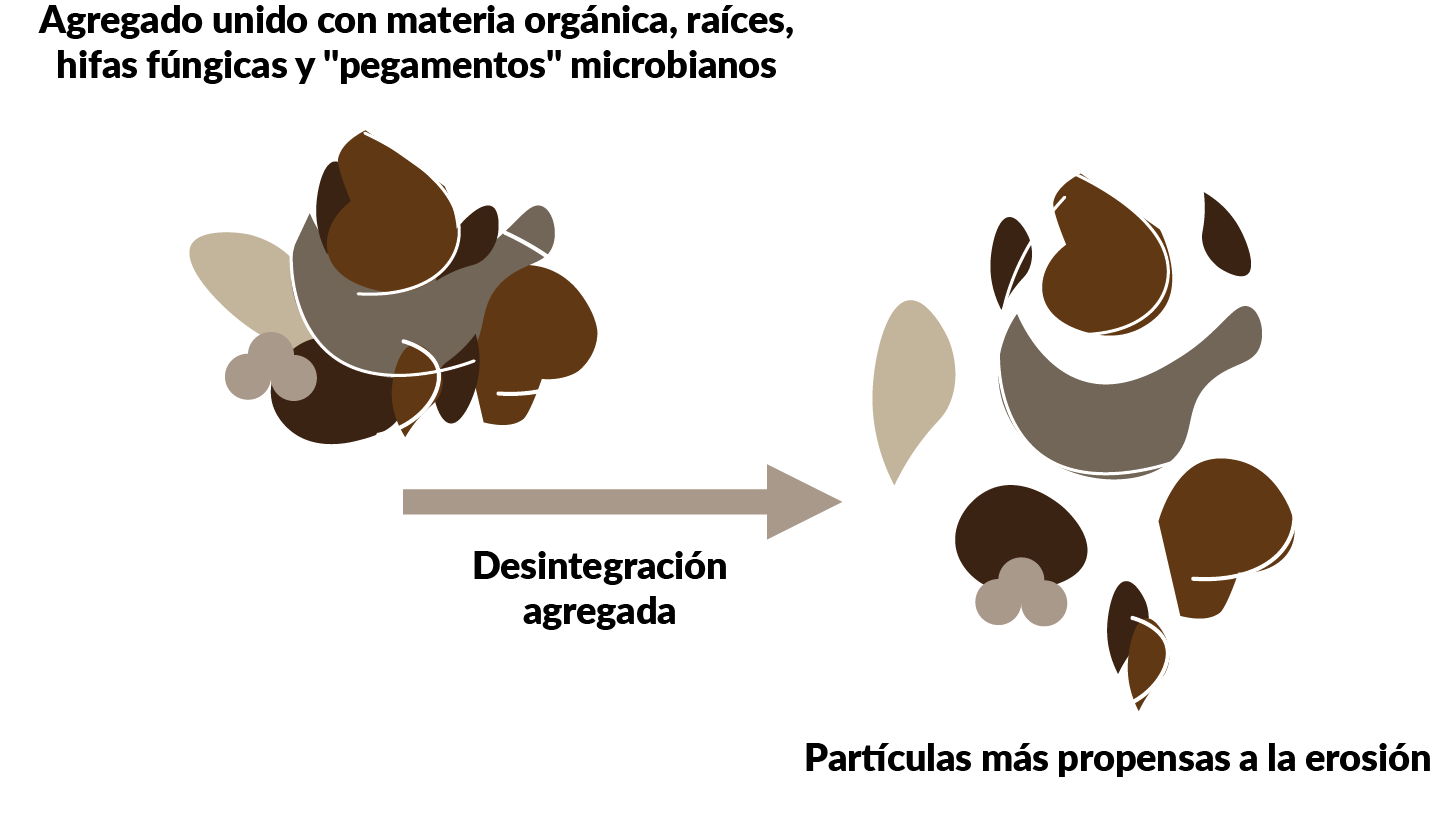 Agregado unido con materia orgánica, raíces,
hifas fúngicas y "pegamentos" microbianos
Desintegración
agregada
Partículas más propensas a la erosión